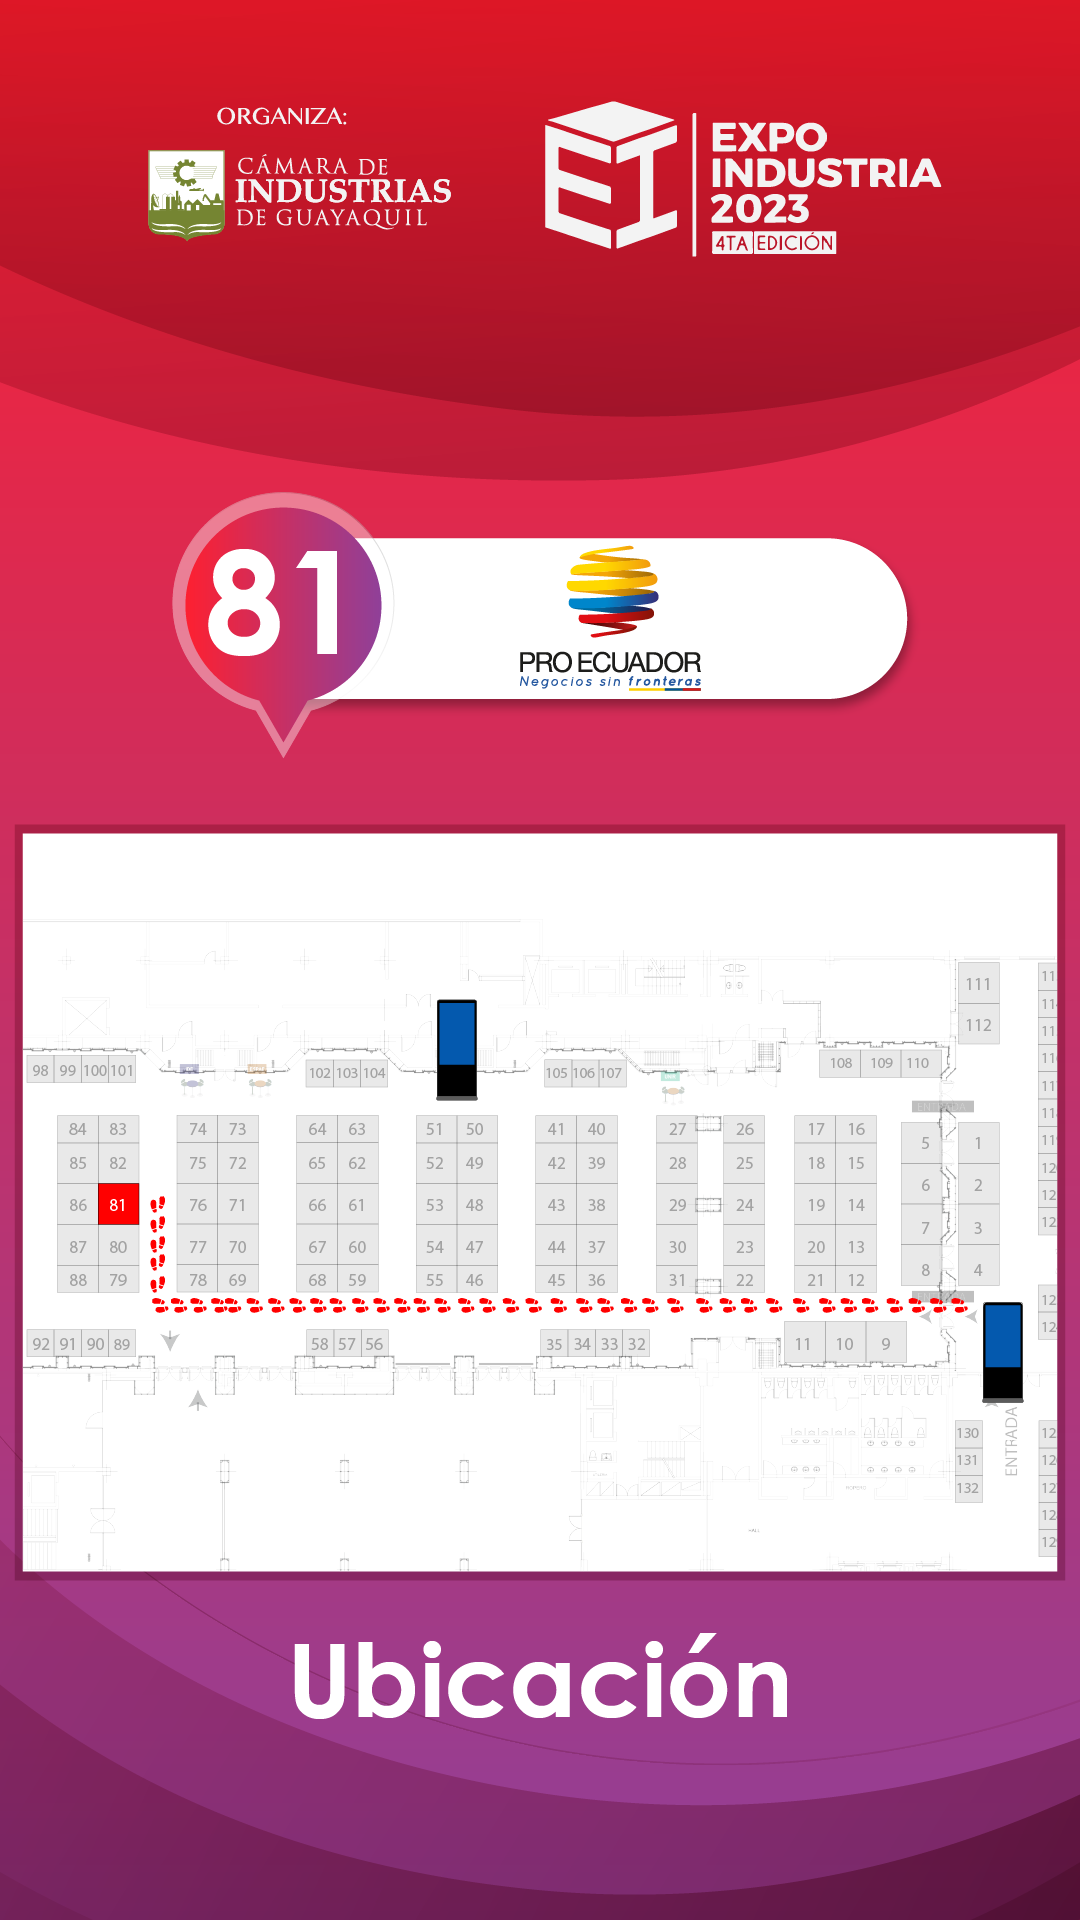 ORGANIZA:
CÁMARA DE
INDUSTRIAS
DE GUAYAQUIL
EXPO
INDUSTRIA
2023
4TA EDICIÓN
81
PRO ECUADOR
Negocios sin fronteras
111
112
98 99 100 101
102 103 104
105 106 107
108 109 110
ENTRADA
84 83 74 73 64 63 51 50 41 40 27 26 17 16
5 1
85 82 75 72 65 62 52 49 42 39 28 25 18 15
6 2
86 81 76 71 66 61 53 48 43 38 29 24 19 14
7 3
87 80 77 70 67 60 54 47 44 37 30 23 20 13
8 4
88 79 78 69 68 59 55 46 45 36 31 22 21 12
92 91 90 89
58 57 56
35 34 33 32
11 10 9
130
131
132
ENTRADA
Ubicación